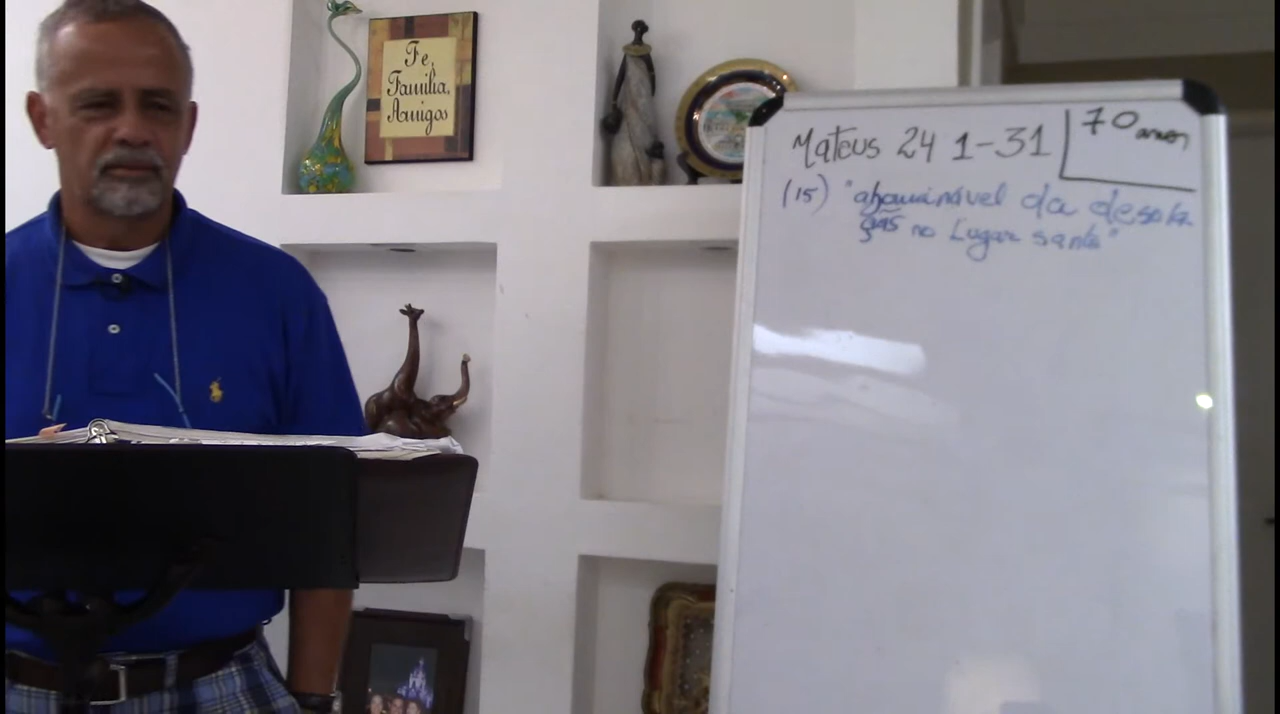 Fe,
Familia,
Amigos
Mateus 24 1-31
70 anos
(15) "abominável da desola
ção no Lugar santo"